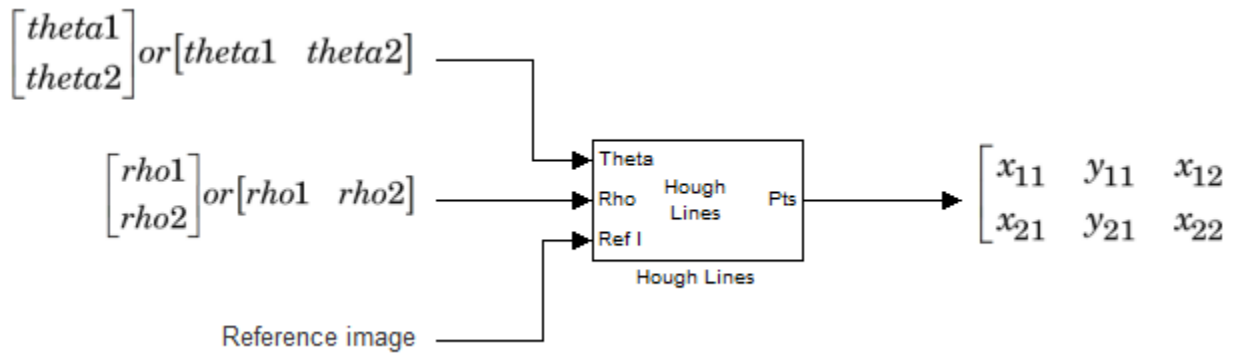 [theta1
theta2] or [theta1 theta2]
[rho1
rho2] or [rho1 rho2]
Reference image
Theta
Rho
Ref I
Hough
Lines
Pts
Hough Lines
[x11 y11 x12
x21 y21 x22